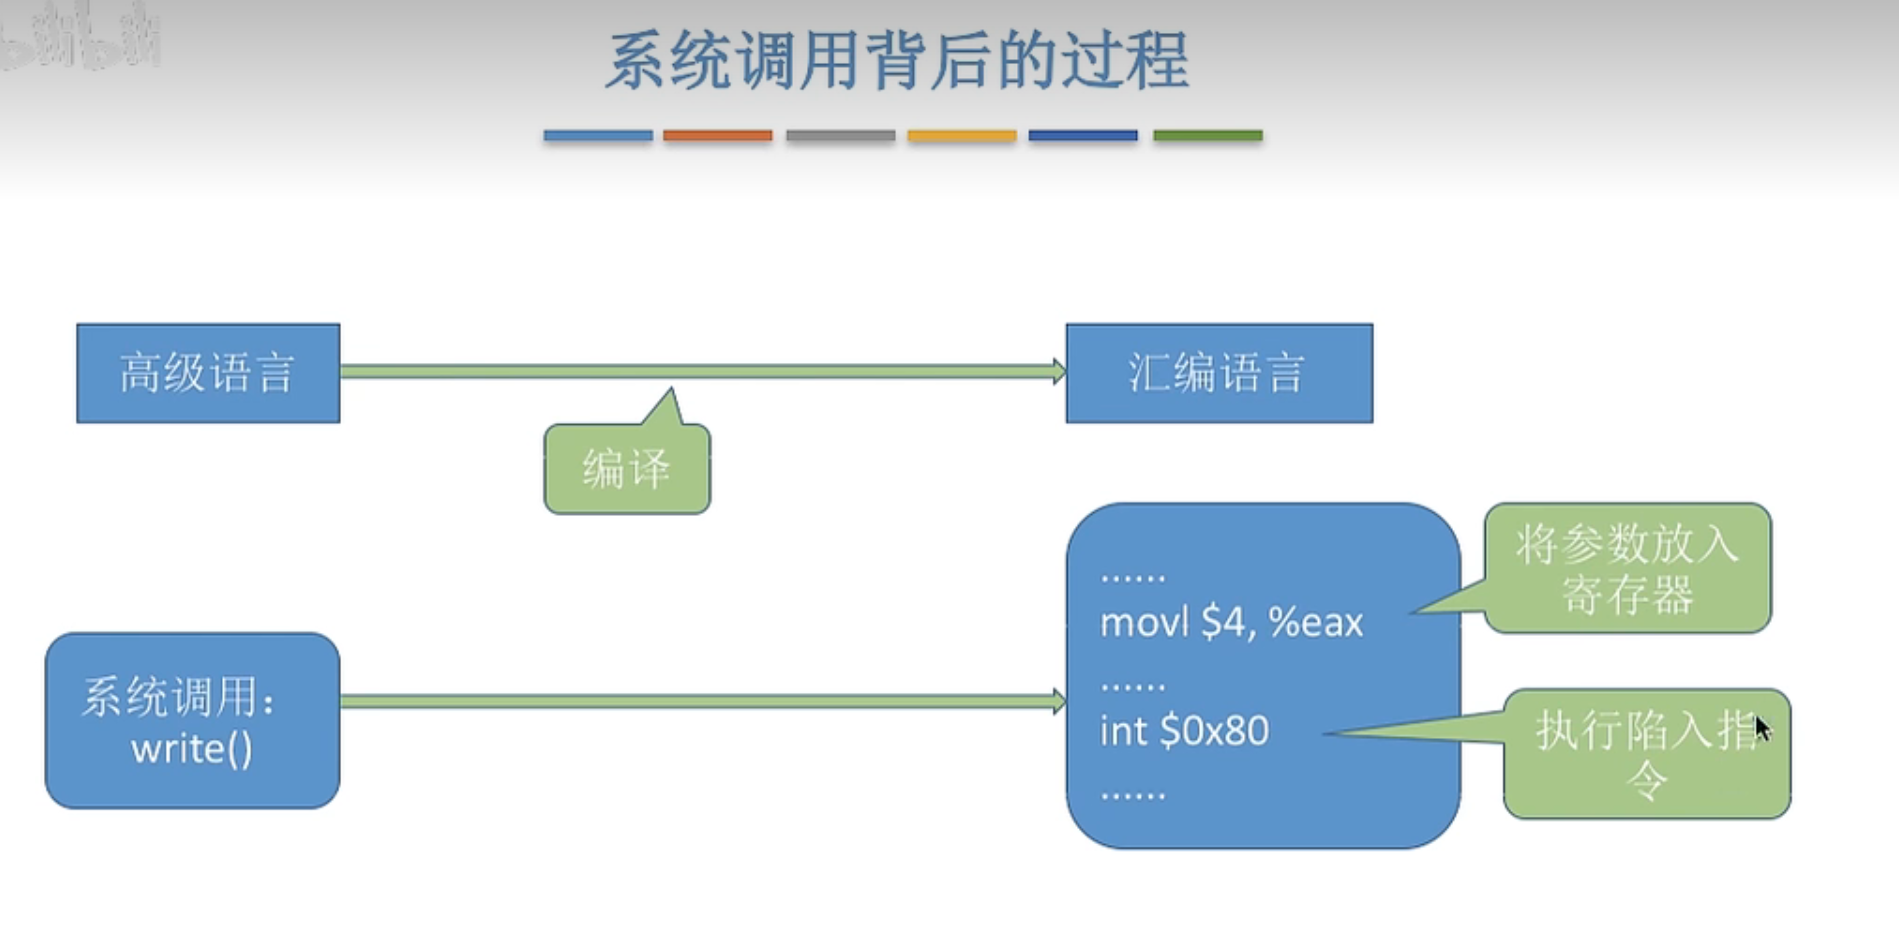 bilibili
系统调用背后的过程
高级语言
汇编语言
编译
系统调用：
write()
......
movl $4, %eax
......
int $0x80
......
将参数放入
寄存器
执行陷入指
令